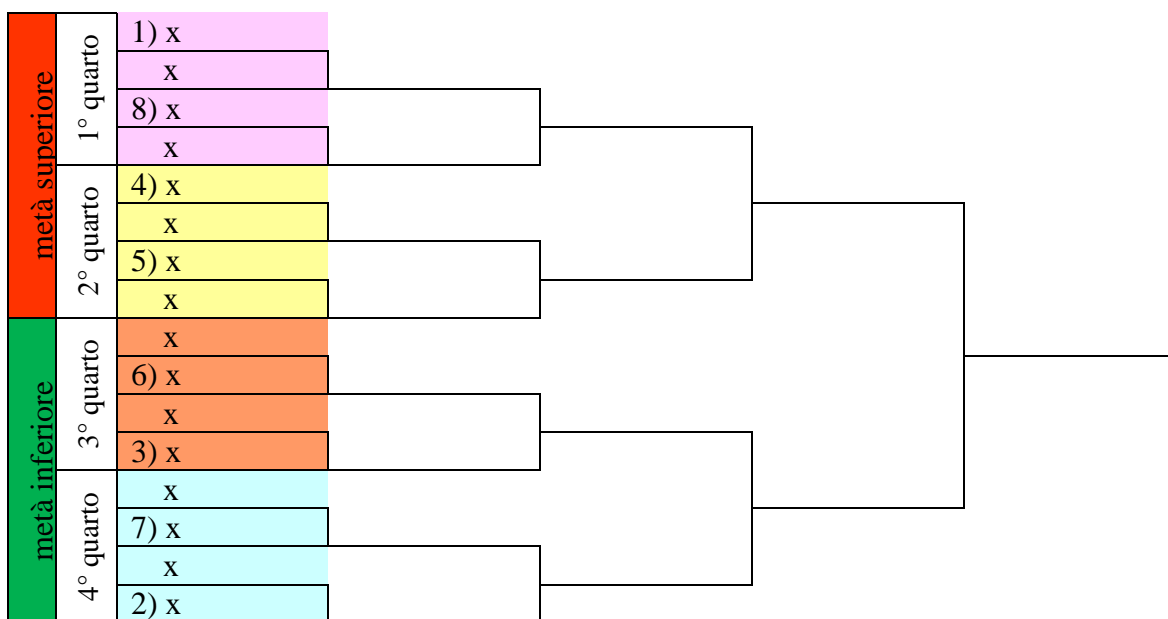 metà superiore
1° quarto
1) x
x
8) x
x
2° quarto
4) x
x
5) x
x
metà inferiore
3° quarto
x
6) x
x
3) x
4° quarto
x
7) x
x
2) x